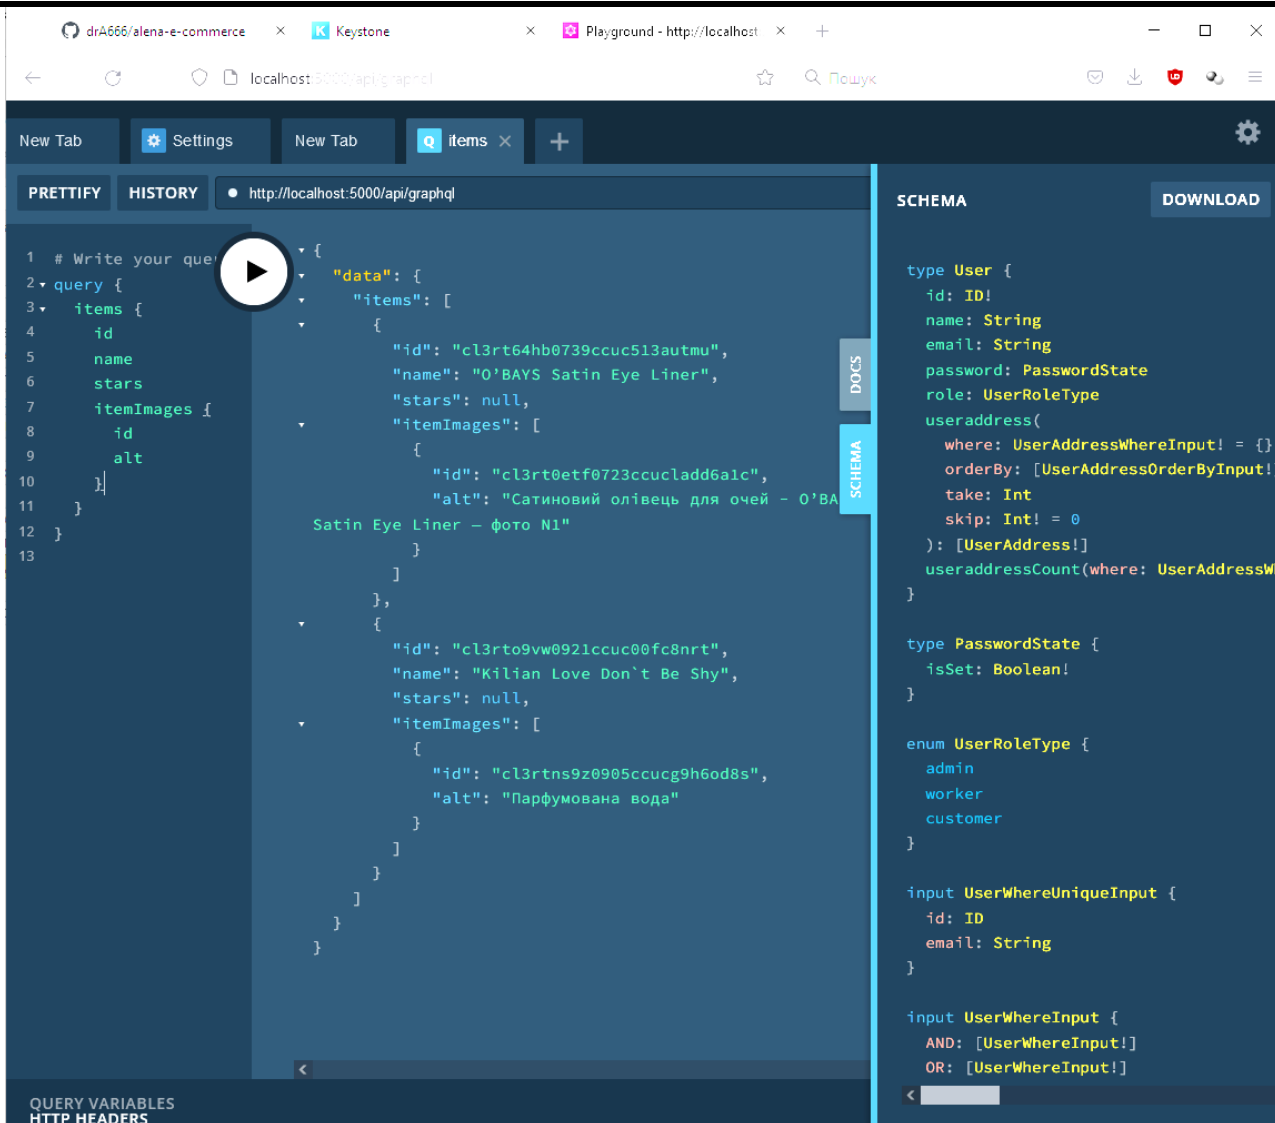 drA666/alena-e-commerce
Keystone
Playground - http://localhost
localhost:5000/api/graphql
Пошук
New Tab
Settings
New Tab
items
PRETTIFY
HISTORY
http://localhost:5000/api/graphql
1 # Write your que
2 query {
3 items {
4 id
5 name
6 stars
7 itemImages {
8 id
9 alt
10 }
11 }
12 }
13
{
"data": {
"items": [
{
"id": "cl3rt64hb0739ccuc513autmu",
"name": "O’BAYS Satin Eye Liner",
"stars": null,
"itemImages": [
{
"id": "cl3rt0etf0723ccucladd6a1c",
"alt": "Сатиновий олівець для очей - O’BA
Satin Eye Liner — фото N1"
}
]
},
{
"id": "cl3rto9vw0921ccuc00fc8nrt",
"name": "Kilian Love Don`t Be Shy",
"stars": null,
"itemImages": [
{
"id": "cl3rtns9z0905ccucg9h6od8s",
"alt": "Парфумована вода"
}
]
}
]
}
}
DOCS
SCHEMA
SCHEMA
DOWNLOAD
type User {
id: ID!
name: String
email: String
password: PasswordState
role: UserRoleType
useraddress(
where: UserAddressWhereInput! = {}
orderBy: [UserAddressOrderByInput!
take: Int
skip: Int! = 0
): [UserAddress!]
useraddressCount(where: UserAddressW
}
type PasswordState {
isSet: Boolean!
}
enum UserRoleType {
admin
worker
customer
}
input UserWhereUniqueInput {
id: ID
email: String
}
input UserWhereInput {
AND: [UserWhereInput!]
OR: [UserWhereInput!]
QUERY VARIABLES
HTTP HEADERS